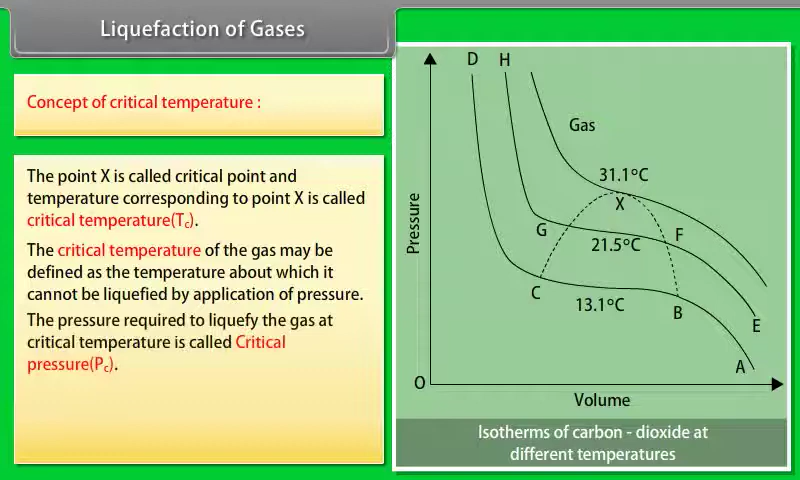 Liquefaction of Gases
Concept of critical temperature :
The point X is called critical point and
temperature corresponding to point X is called
critical temperature(Tc).
The critical temperature of the gas may be
defined as the temperature about which it
cannot be liquefied by application of pressure.
The pressure required to liquefy the gas at
critical temperature is called Critical
pressure(Pc).
D H
Gas
31.1°C
X
G
F
21.5°C
C
13.1°C
B
E
A
Pressure
O
Volume
Isotherms of carbon - dioxide at
different temperatures